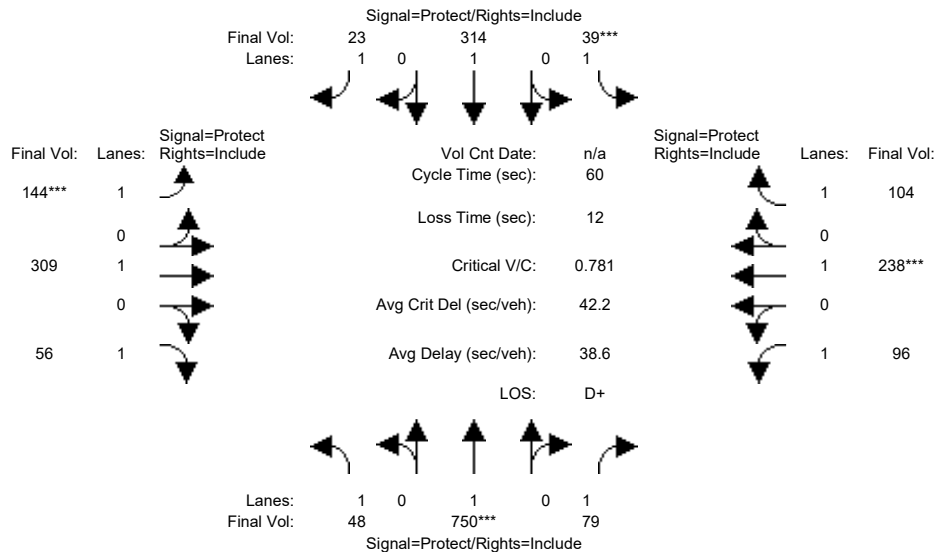 Signal=Protect/Rights=Include
Final Vol: 23 314 39***
Lanes: 1 0 1 0 1
Signal=Protect
Final Vol: Lanes: Rights=Include
Vol Cnt Date: n/a
Signal=Protect
Rights=Include Lanes: Final Vol:
Cycle Time (sec): 60
144*** 1
1 104
Loss Time (sec): 12
0
0
309 1
Critical V/C: 0.781
1 238***
0
Avg Crit Del (sec/veh): 42.2
0
56 1
Avg Delay (sec/veh): 38.6
1 96
LOS: D+
Lanes: 1 0 1 0 1
Final Vol: 48 750*** 79
Signal=Protect/Rights=Include